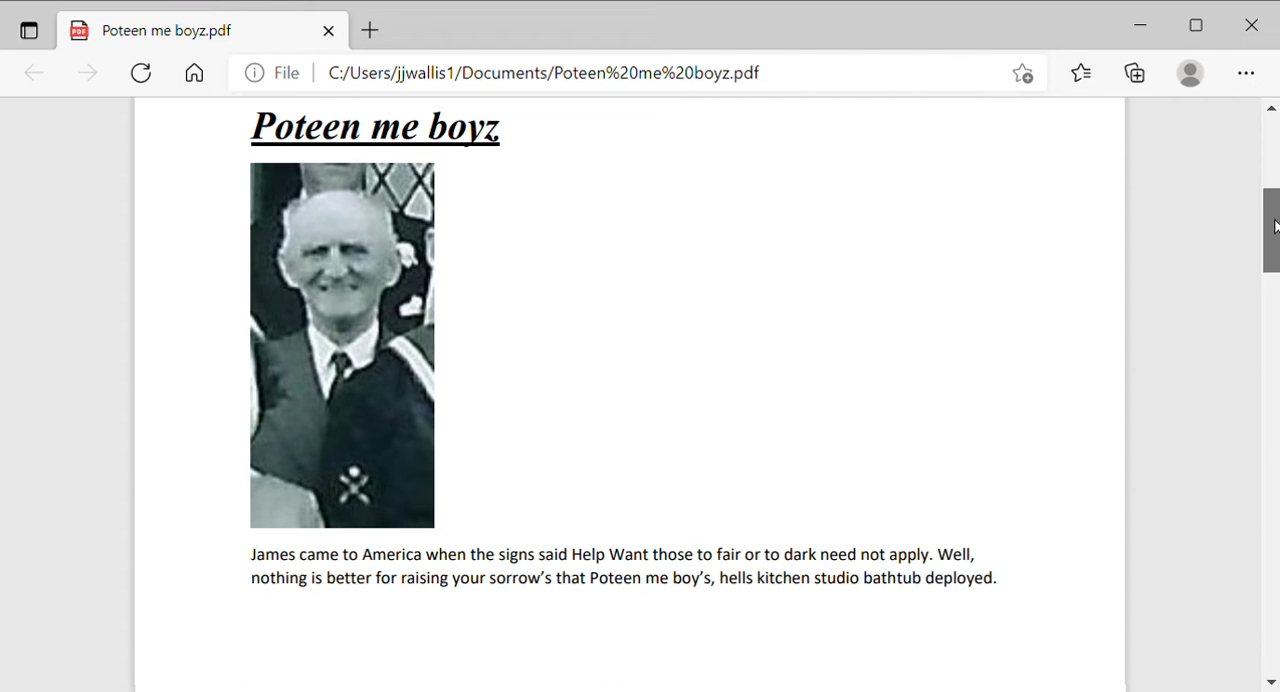 Poteen me boyz.pdf
File
C:/Users/jjwallis1/Documents/Poteen%20me%20boyz.pdf
Poteen me boyz
James came to America when the signs said Help Want those to fair or to dark need not apply. Well,
nothing is better for raising your sorrow’s that Poteen me boy’s, hells kitchen studio bathtub deployed.